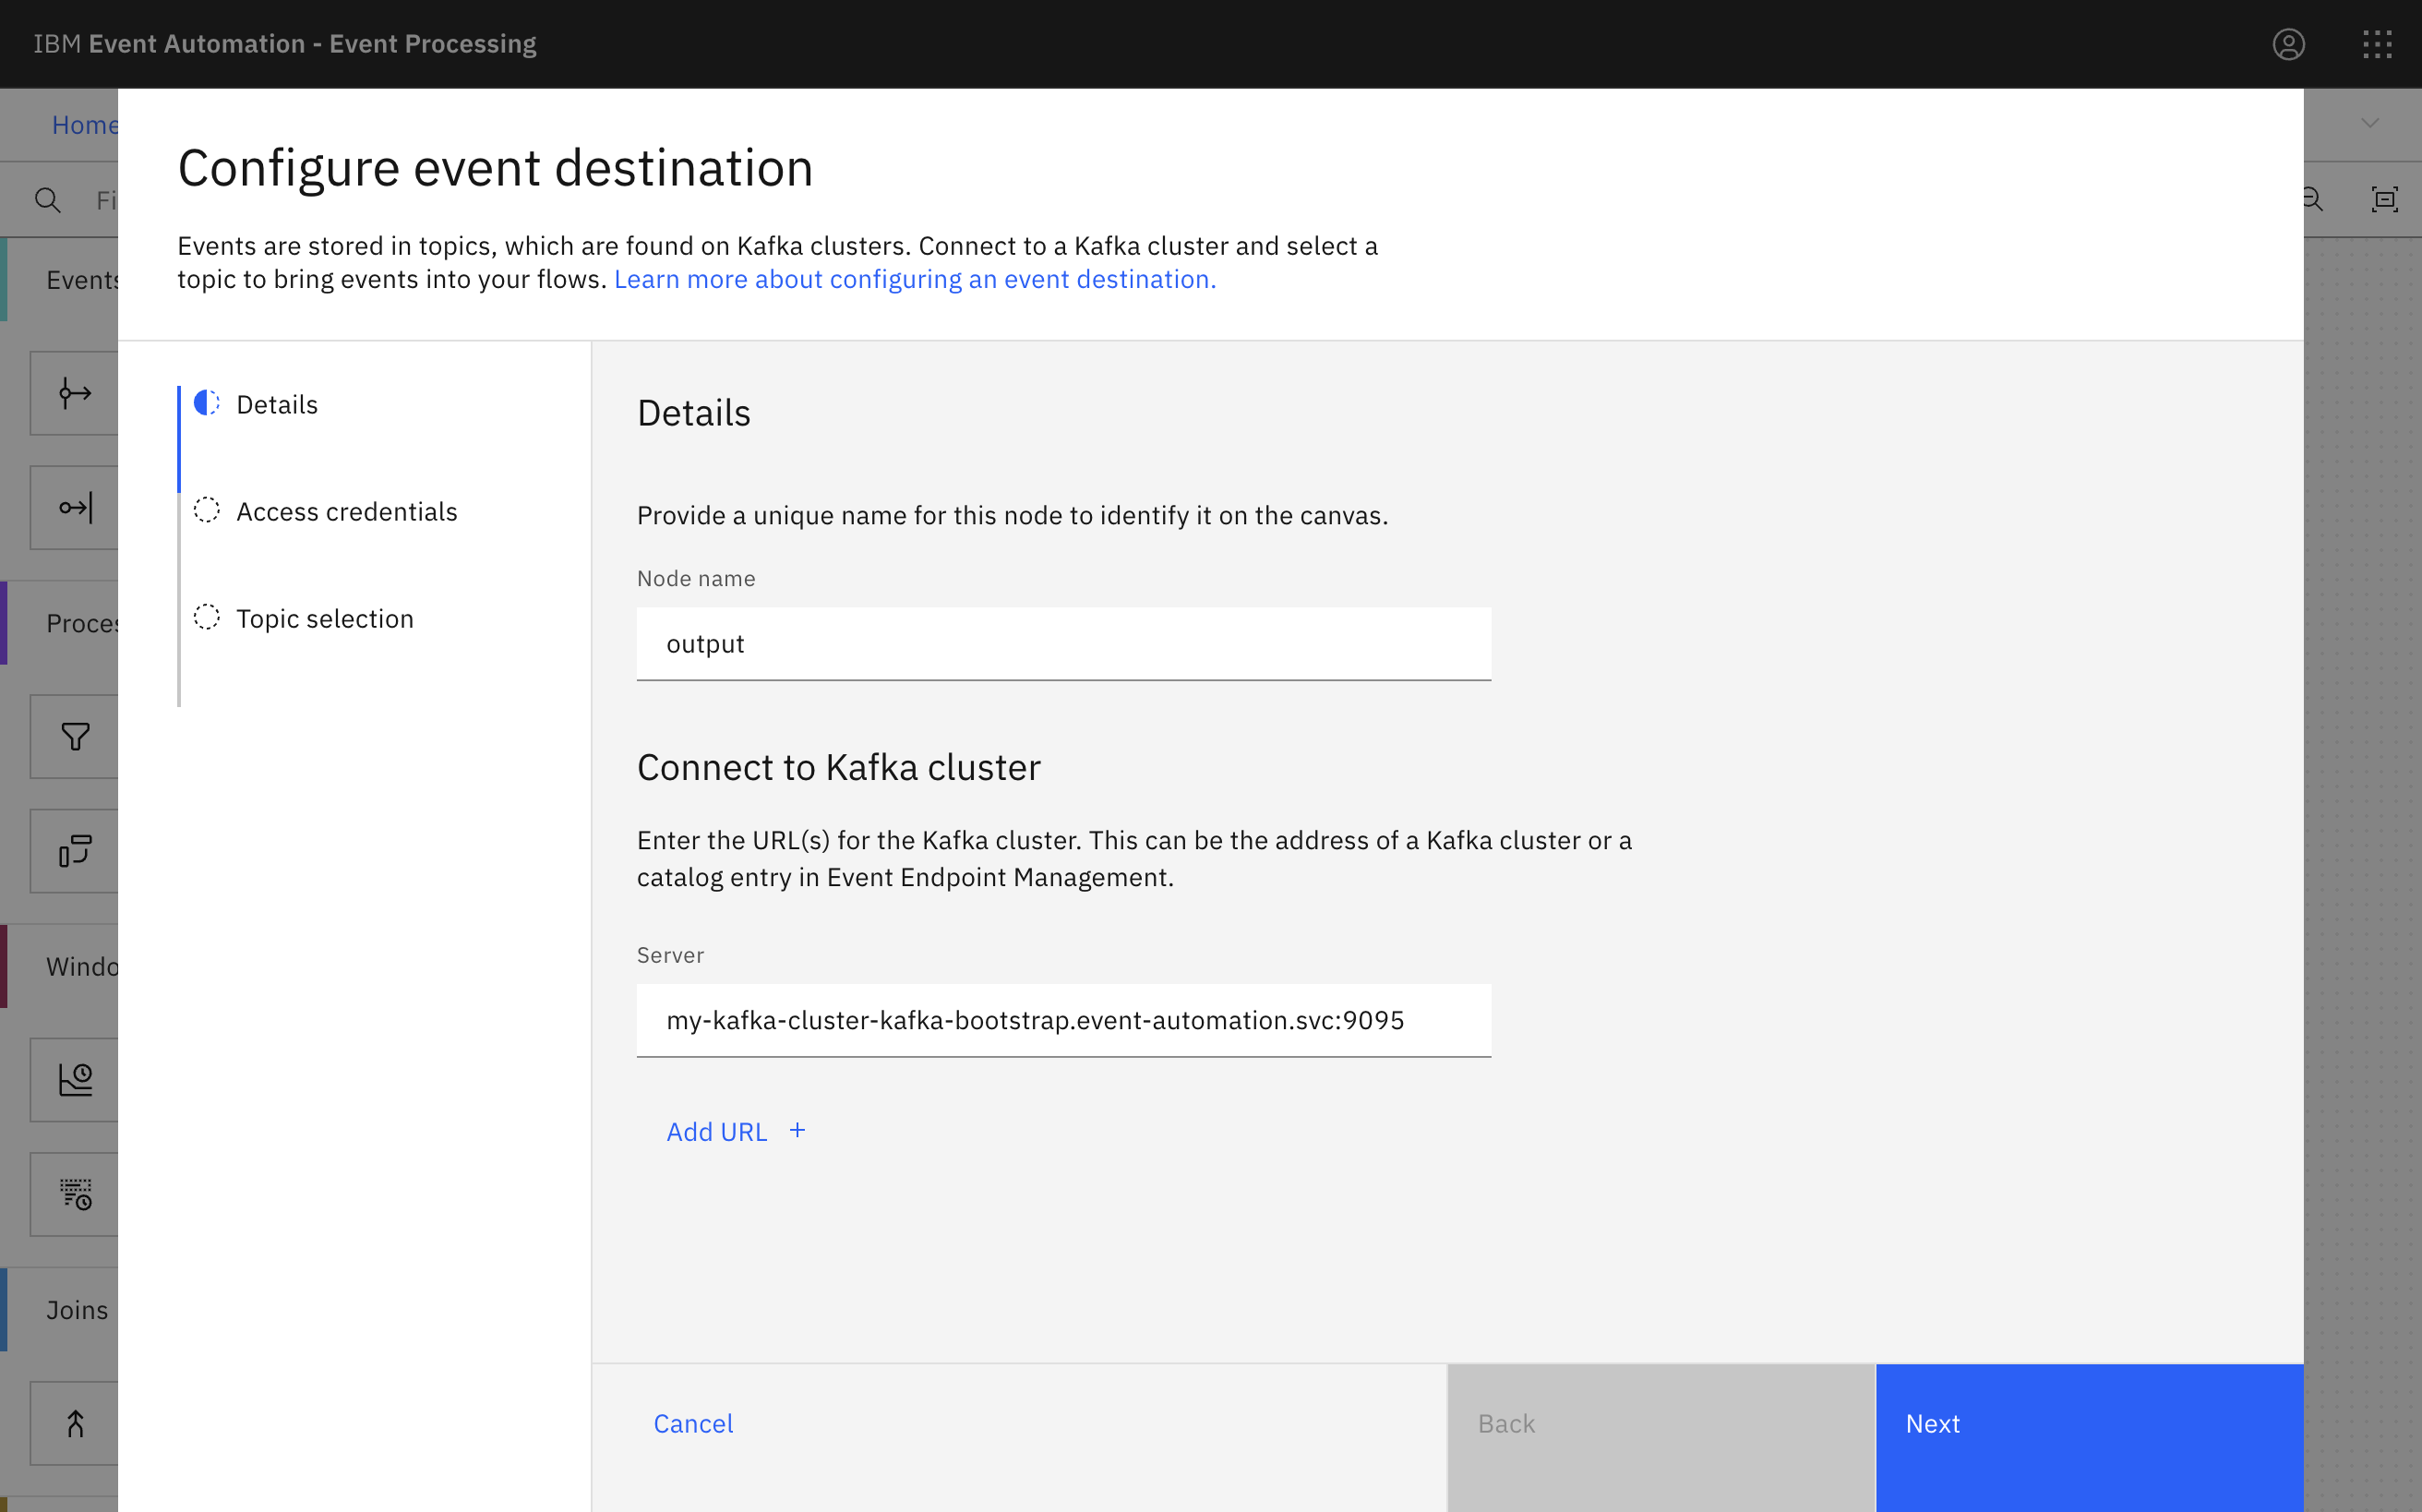 IBM Event Automation - Event Processing
Home
Configure event destination
Events are stored in topics, which are found on Kafka clusters. Connect to a Kafka cluster and select a
topic to bring events into your flows. Learn more about configuring an event destination.
Events
Joins
Details
Access credentials
Topic selection
Details
Provide a unique name for this node to identify it on the canvas.
Node name
output
Connect to Kafka cluster
Enter the URL(s) for the Kafka cluster. This can be the address of a Kafka cluster or a
catalog entry in Event Endpoint Management.
Server
my-kafka-cluster-kafka-bootstrap.event-automation.svc:9095
Add URL +
Cancel
Back
Next